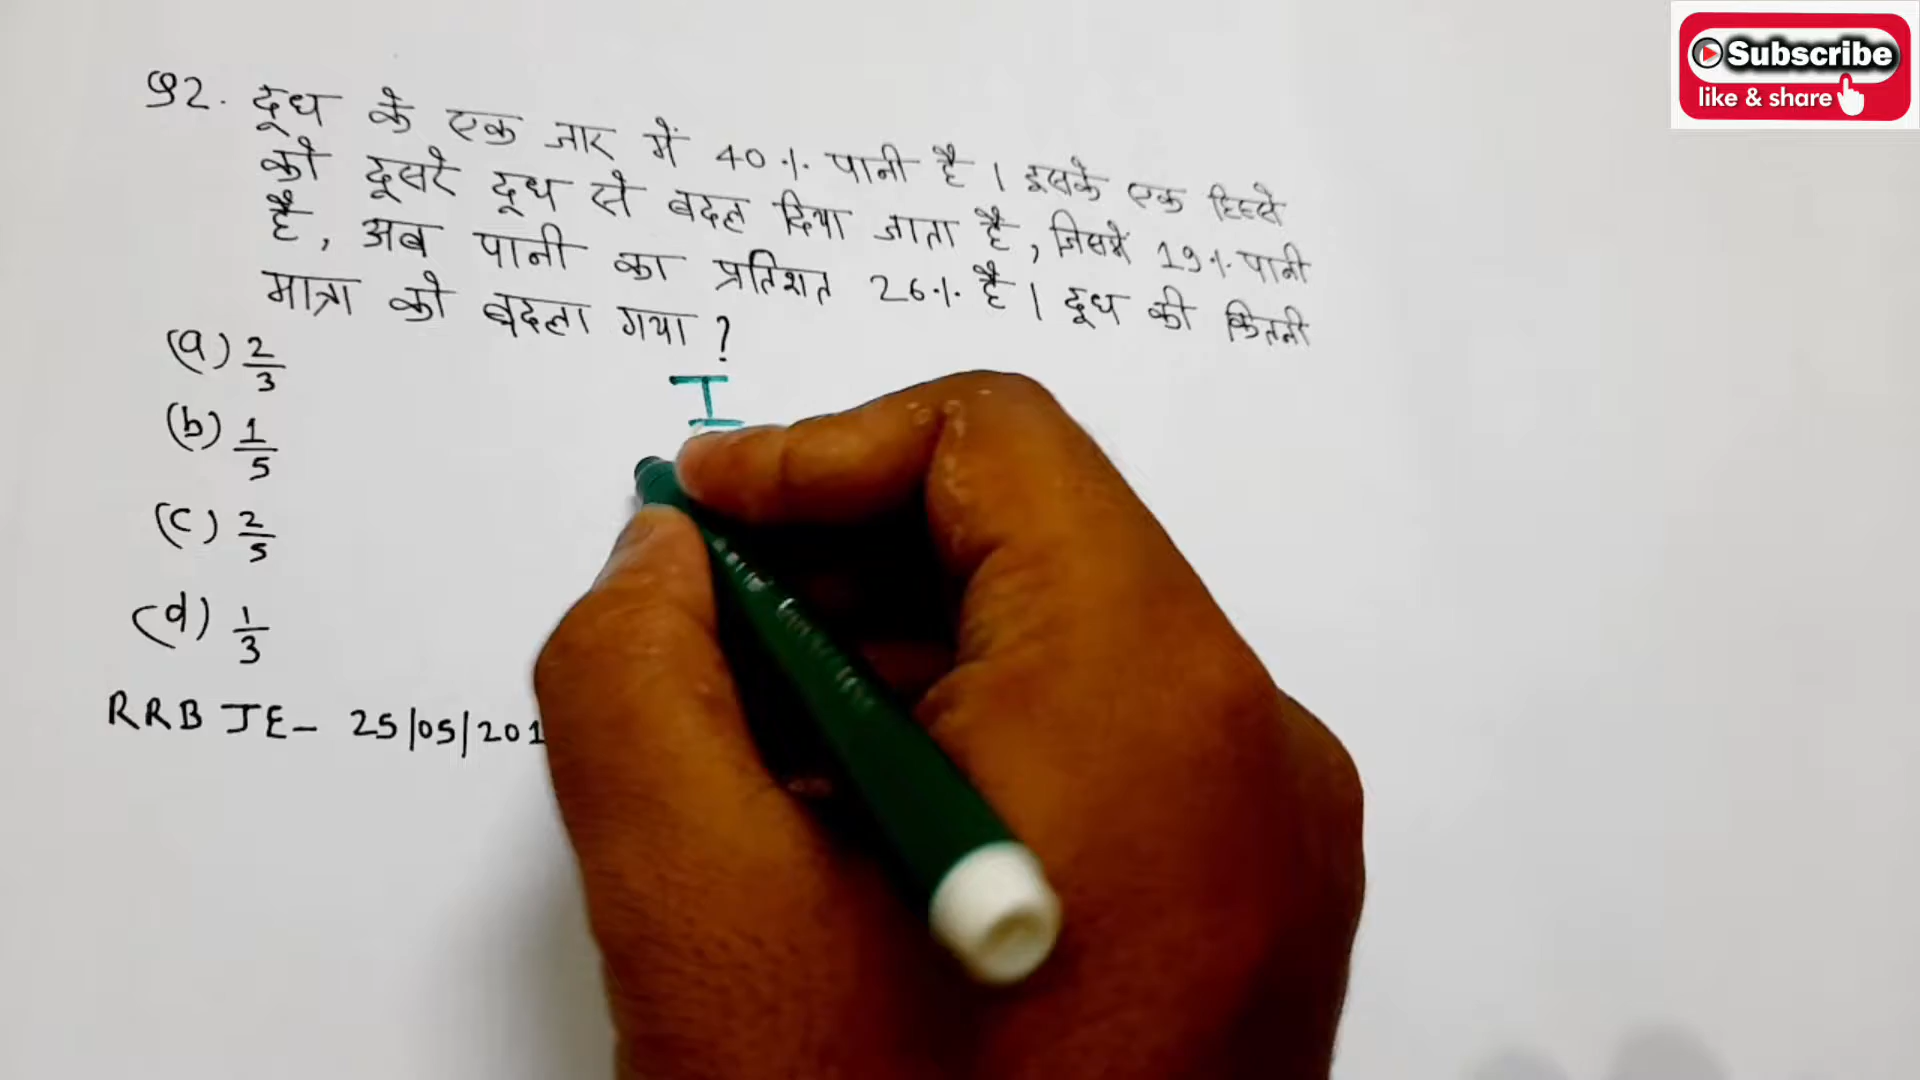 Q2. दूध के एक जार में 40% पानी है। इसके एक हिस्से
को दूसरे दूध से बदल दिया जाता है, जिसमें 19% पानी
है, अब पानी का प्रतिशत 26% है। दूध की कितनी
मात्रा को बदला गया ?
(a) 2/3
(b) 1/5
(c) 2/5
(d) 1/3
RRB JE- 25/05/201
I
Subscribe
like & share